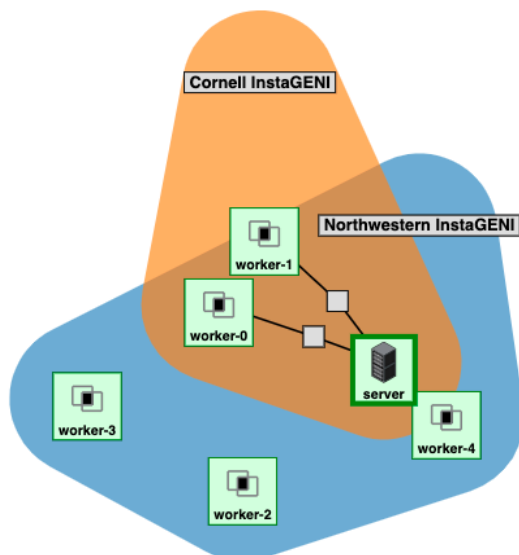 Cornell InstaGENI
Northwestern InstaGENI
worker-1
worker-0
server
worker-3
worker-4
worker-2